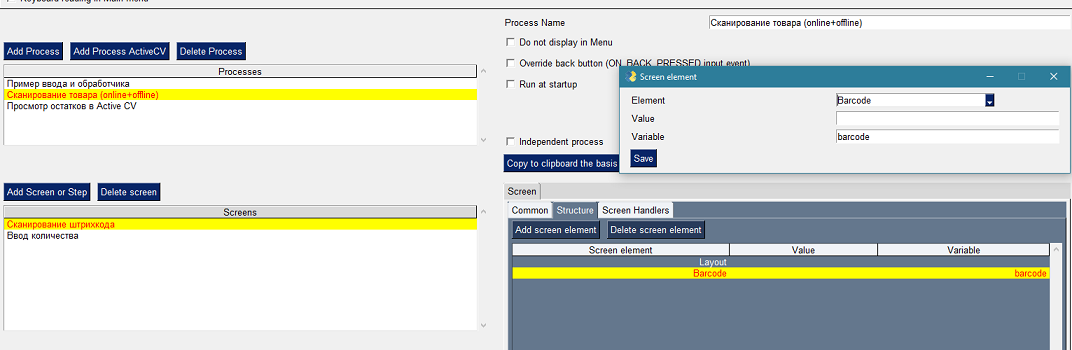 Keyboard reading in Main menu
Process Name
Сканирование товара (online+offline)
Do not display in Menu
Add Process
Add Process ActiveCV
Delete Process
Override back button (ON_BACK_PRESSED input event)
Processes
Run at startup
Пример ввода и обработчика
Сканирование товара (online+offline)
Просмотр остатков в Active CV
Independent process
Copy to clipboard the basis
Screen element
Element
Barcode
Value
Variable
barcode
Save
Add Screen or Step
Delete screen
Screens
Сканирование штрихкода
Ввод количества
Screen
Common
Structure
Screen Handlers
Add screen element
Delete screen element
Screen element
Value
Variable
Layout
Barcode
barcode